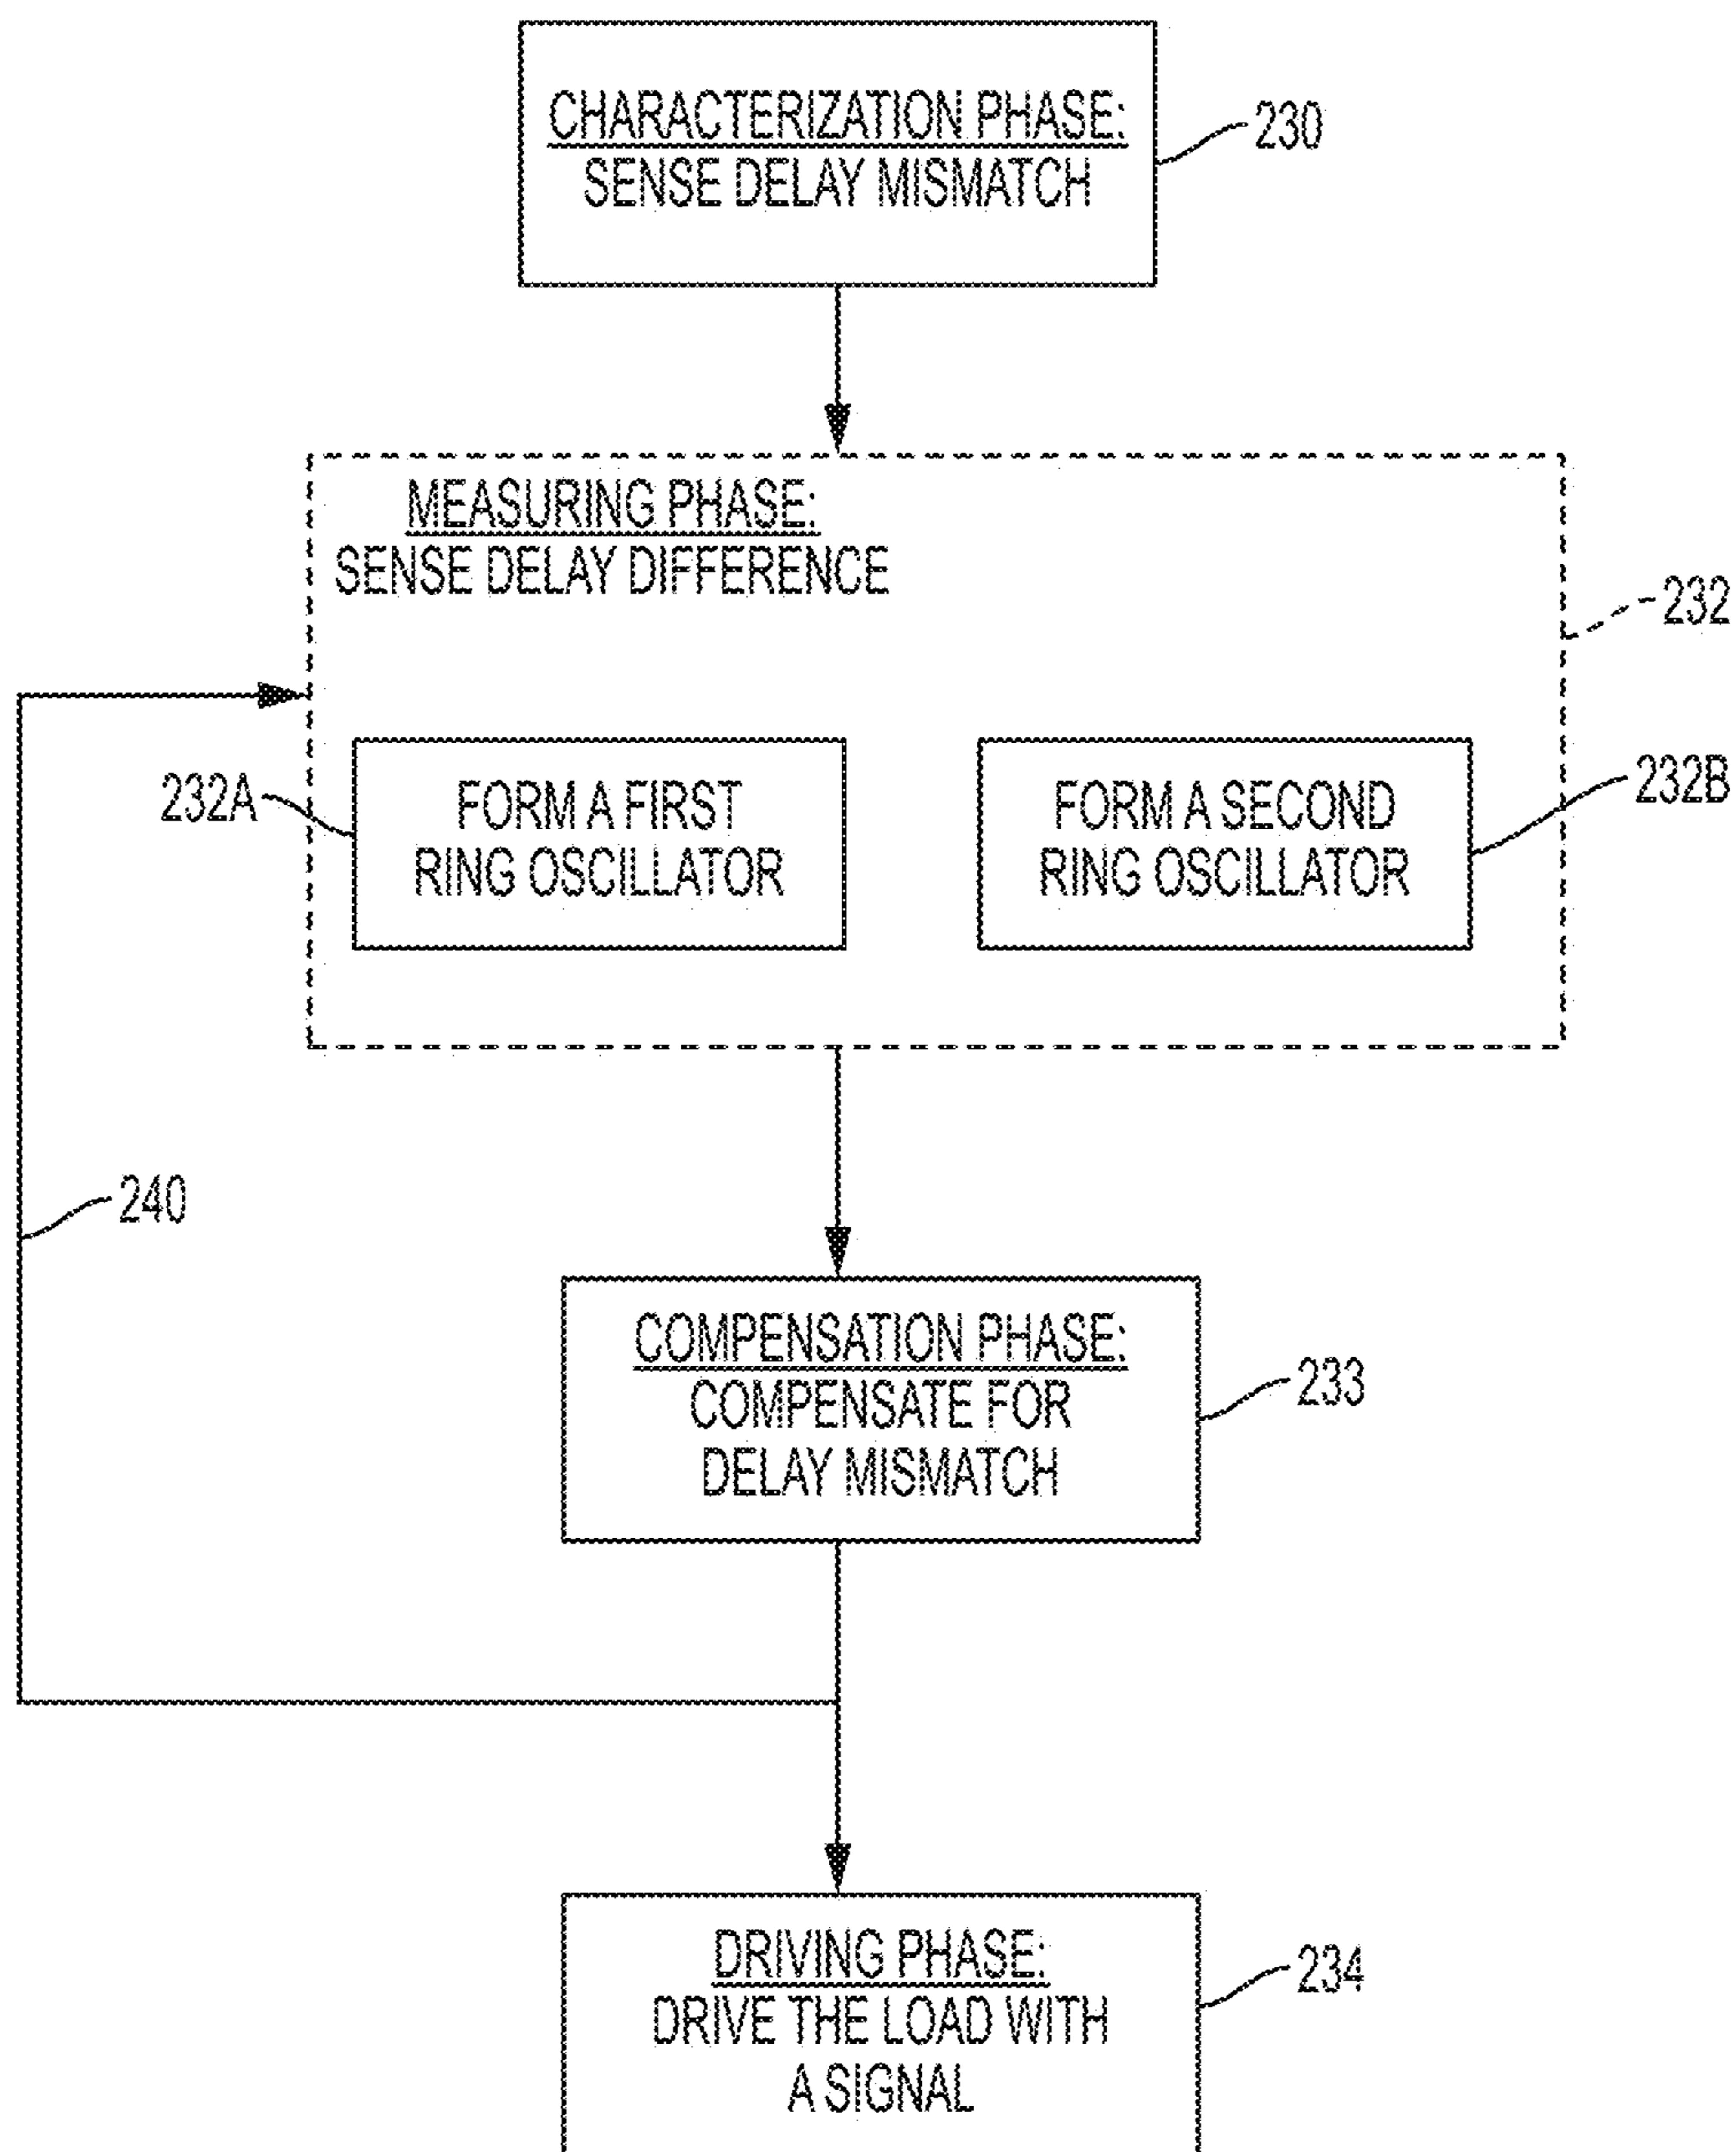 CHARACTERIZATION PHASE:
SENSE DELAY MISMATCH
230
MEASURING PHASE:
SENSE DELAY DIFFERENCE
232
232A
FORM A FIRST
RING OSCILLATOR
FORM A SECOND
RING OSCILLATOR
232B
240
COMPENSATION PHASE:
COMPENSATE FOR
DELAY MISMATCH
233
DRIVING PHASE:
DRIVE THE LOAD WITH
A SIGNAL
234